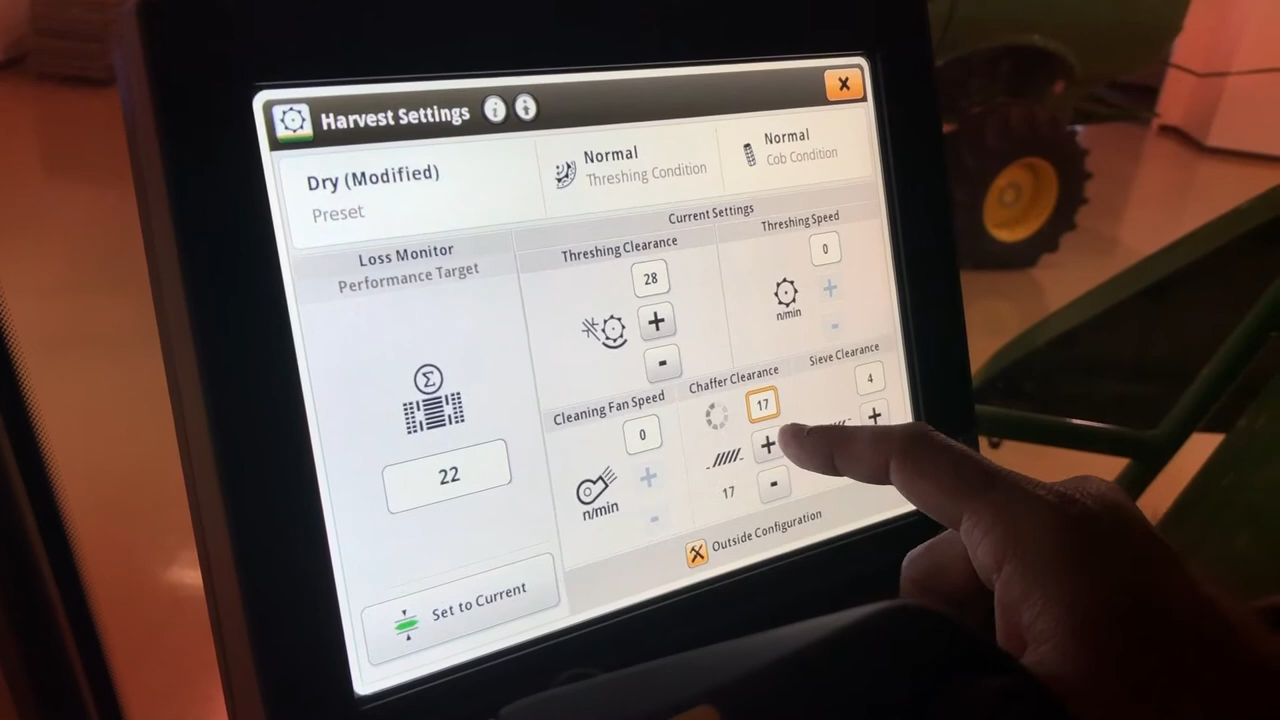 Harvest Settings
Dry (Modified)
Preset
Normal
Threshing Condition
Normal
Cob Condition
Loss Monitor
Performance Target
22
Set to Current
Current Settings
Threshing Clearance
28
+
-
Threshing Speed
0
n/min
+
-
Cleaning Fan Speed
0
n/min
+
-
Chaffer Clearance
17
+
17
-
Sieve Clearance
4
+
Outside Configuration